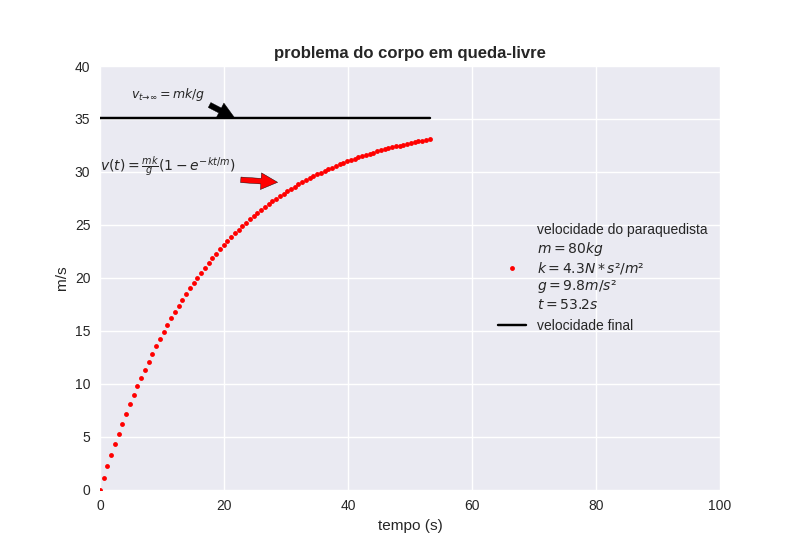 problema do corpo em queda-livre
40
35
30
25
20
15
10
5
0
m/s
v_{t→∞} = mk/g
v(t) = \frac{mk}{g}(1 − e^{−kt/m})
velocidade do paraquedista
m = 80kg
k = 4.3N * s²/m²
g = 9.8m/s²
t = 53.2s
velocidade final
0 20 40 60 80 100
tempo (s)